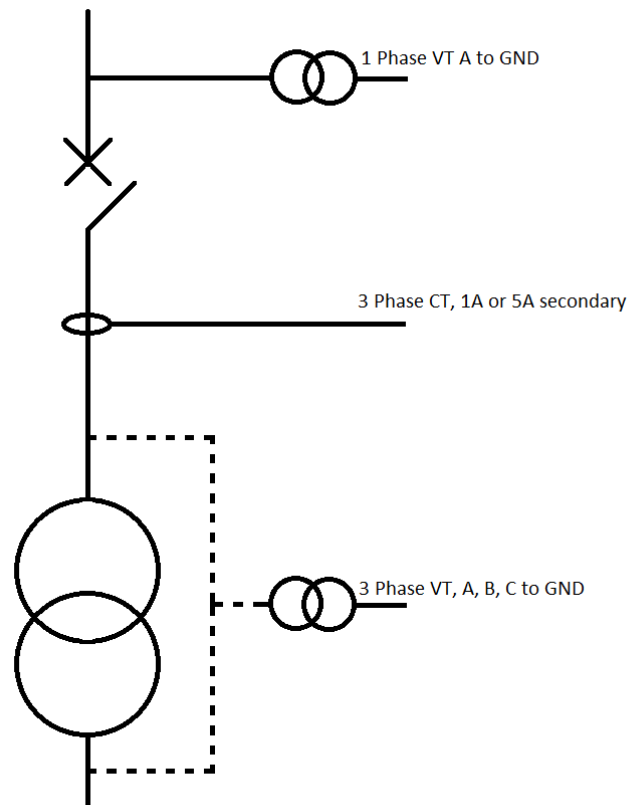 1 Phase VT A to GND
3 Phase CT, 1A or 5A secondary
3 Phase VT, A, B, C to GND